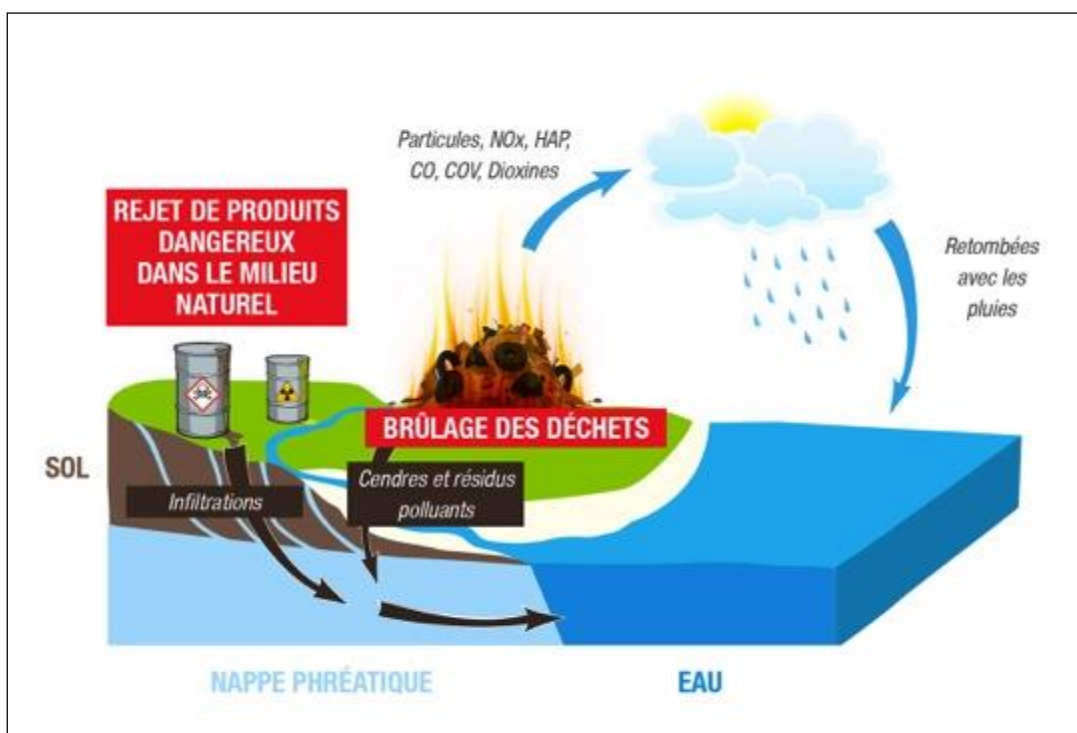 Particules, NOx, HAP,
CO, COV, Dioxines
REJET DE PRODUITS
DANGEREUX
DANS LE MILIEU
NATUREL
Retombées
avec les
pluies
BRÛLAGE DES DÉCHETS
SOL
Infiltrations
Cendres et résidus
polluants
NAPPE PHRÉATIQUE
EAU